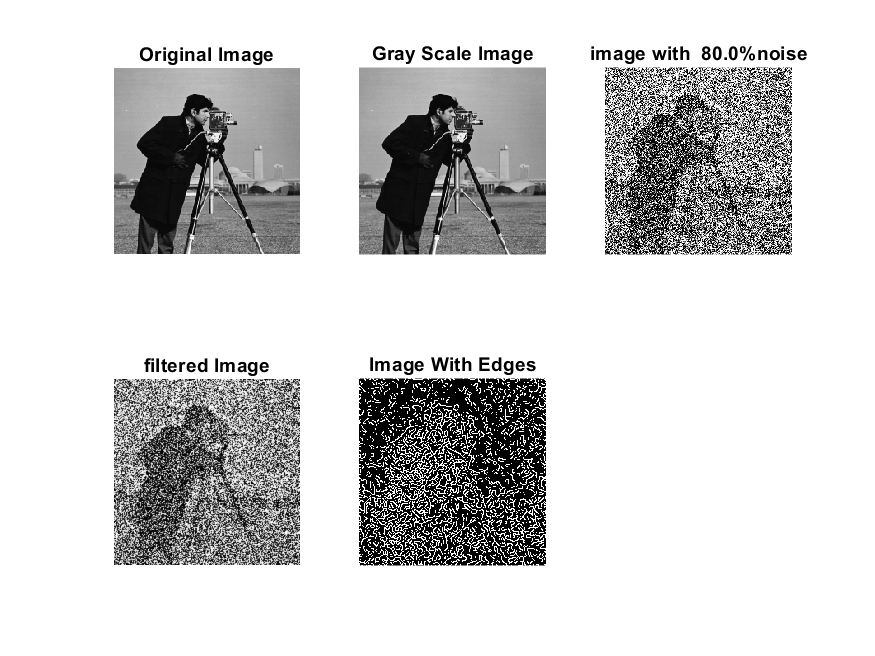 Original Image
Gray Scale Image
image with  80.0%noise
filtered Image
Image With Edges